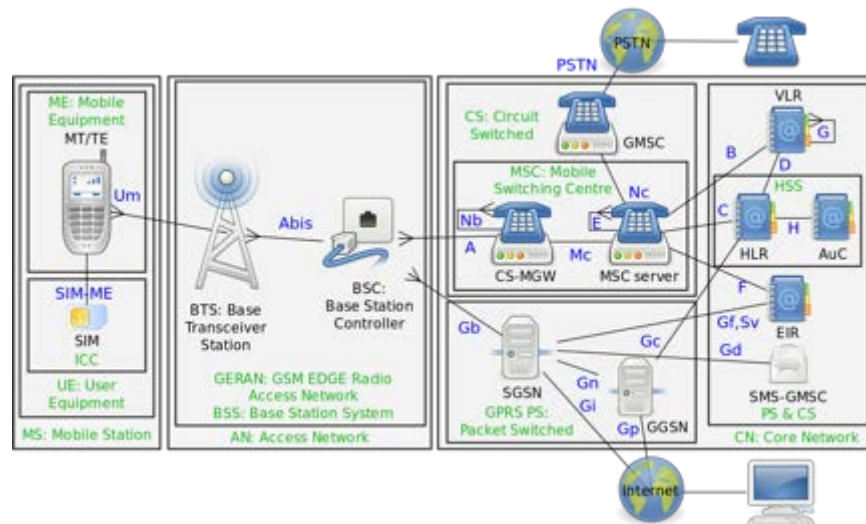 PSTN
PSTN
ME: Mobile
Equipment
MT/TE
Um
SIM-ME
SIM
ICC
UE: User
Equipment
MS: Mobile Station
Abis
BTS: Base
Transceiver
Station
BSC:
Base Station
Controller
GERAN: GSM EDGE Radio
Access Network
BSS: Base Station System
AN: Access Network
CS: Circuit
Switched
GMSC
MSC: Mobile
Switching Centre
Nc
Nb
E
A
CS-MGW
Mc
MSC server
VLR
G
B
D
HSS
C
HLR
H
AuC
F
EIR
Gb
Gf,Sv
Gc
Gd
SGSN
Gn
Gi
GPRS PS:
Packet Switched
Gp
GGSN
SMS-GMSC
PS & CS
CN: Core Network
Internet